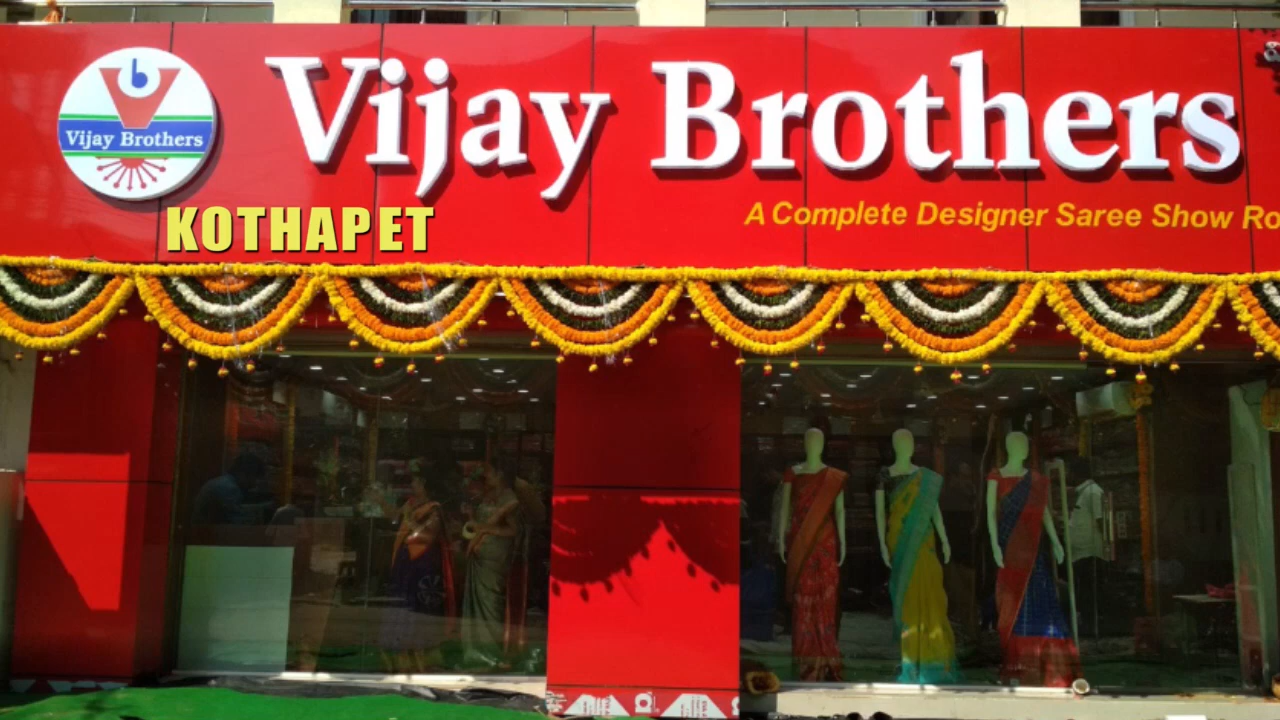 b
Vijay Brothers
Vijay Brothers
KOTHAPET
A Complete Designer Saree Show Ro